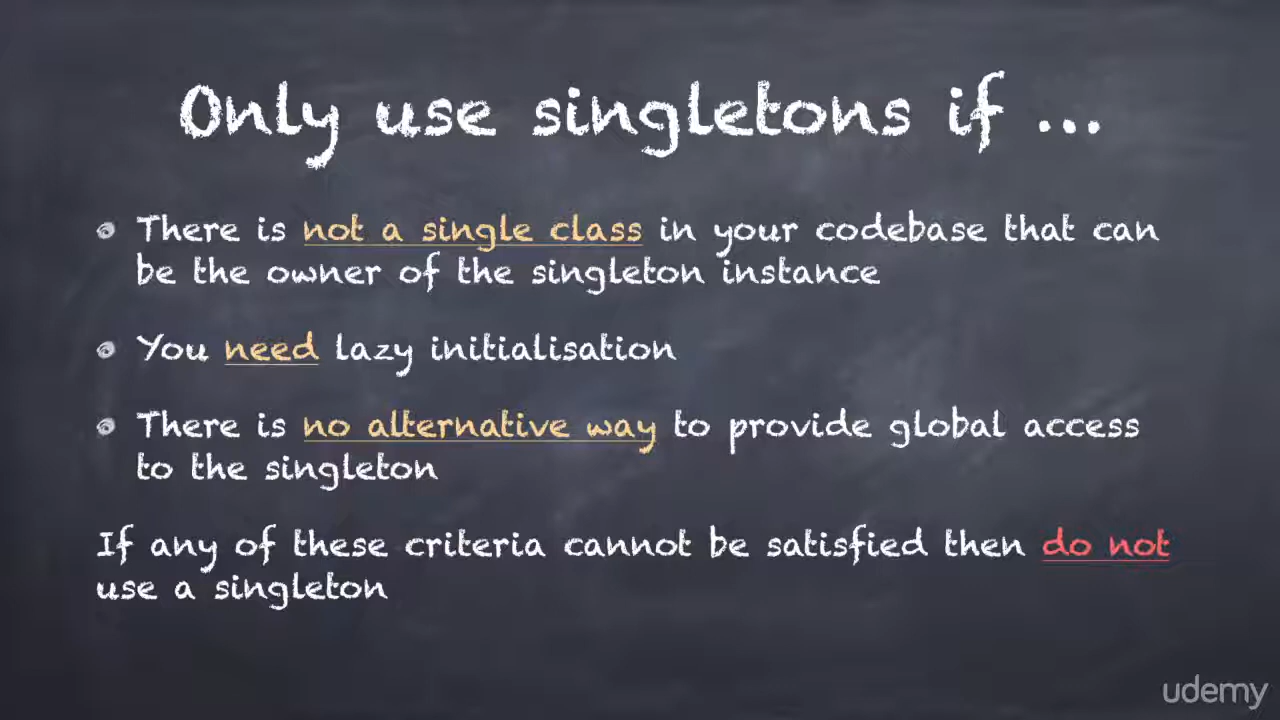 Only use singletons if ...
There is not a single class in your codebase that can
be the owner of the singleton instance
You need lazy initialisation
There is no alternative way to provide global access
to the singleton
If any of these criteria cannot be satisfied then do not
use a singleton
udemy